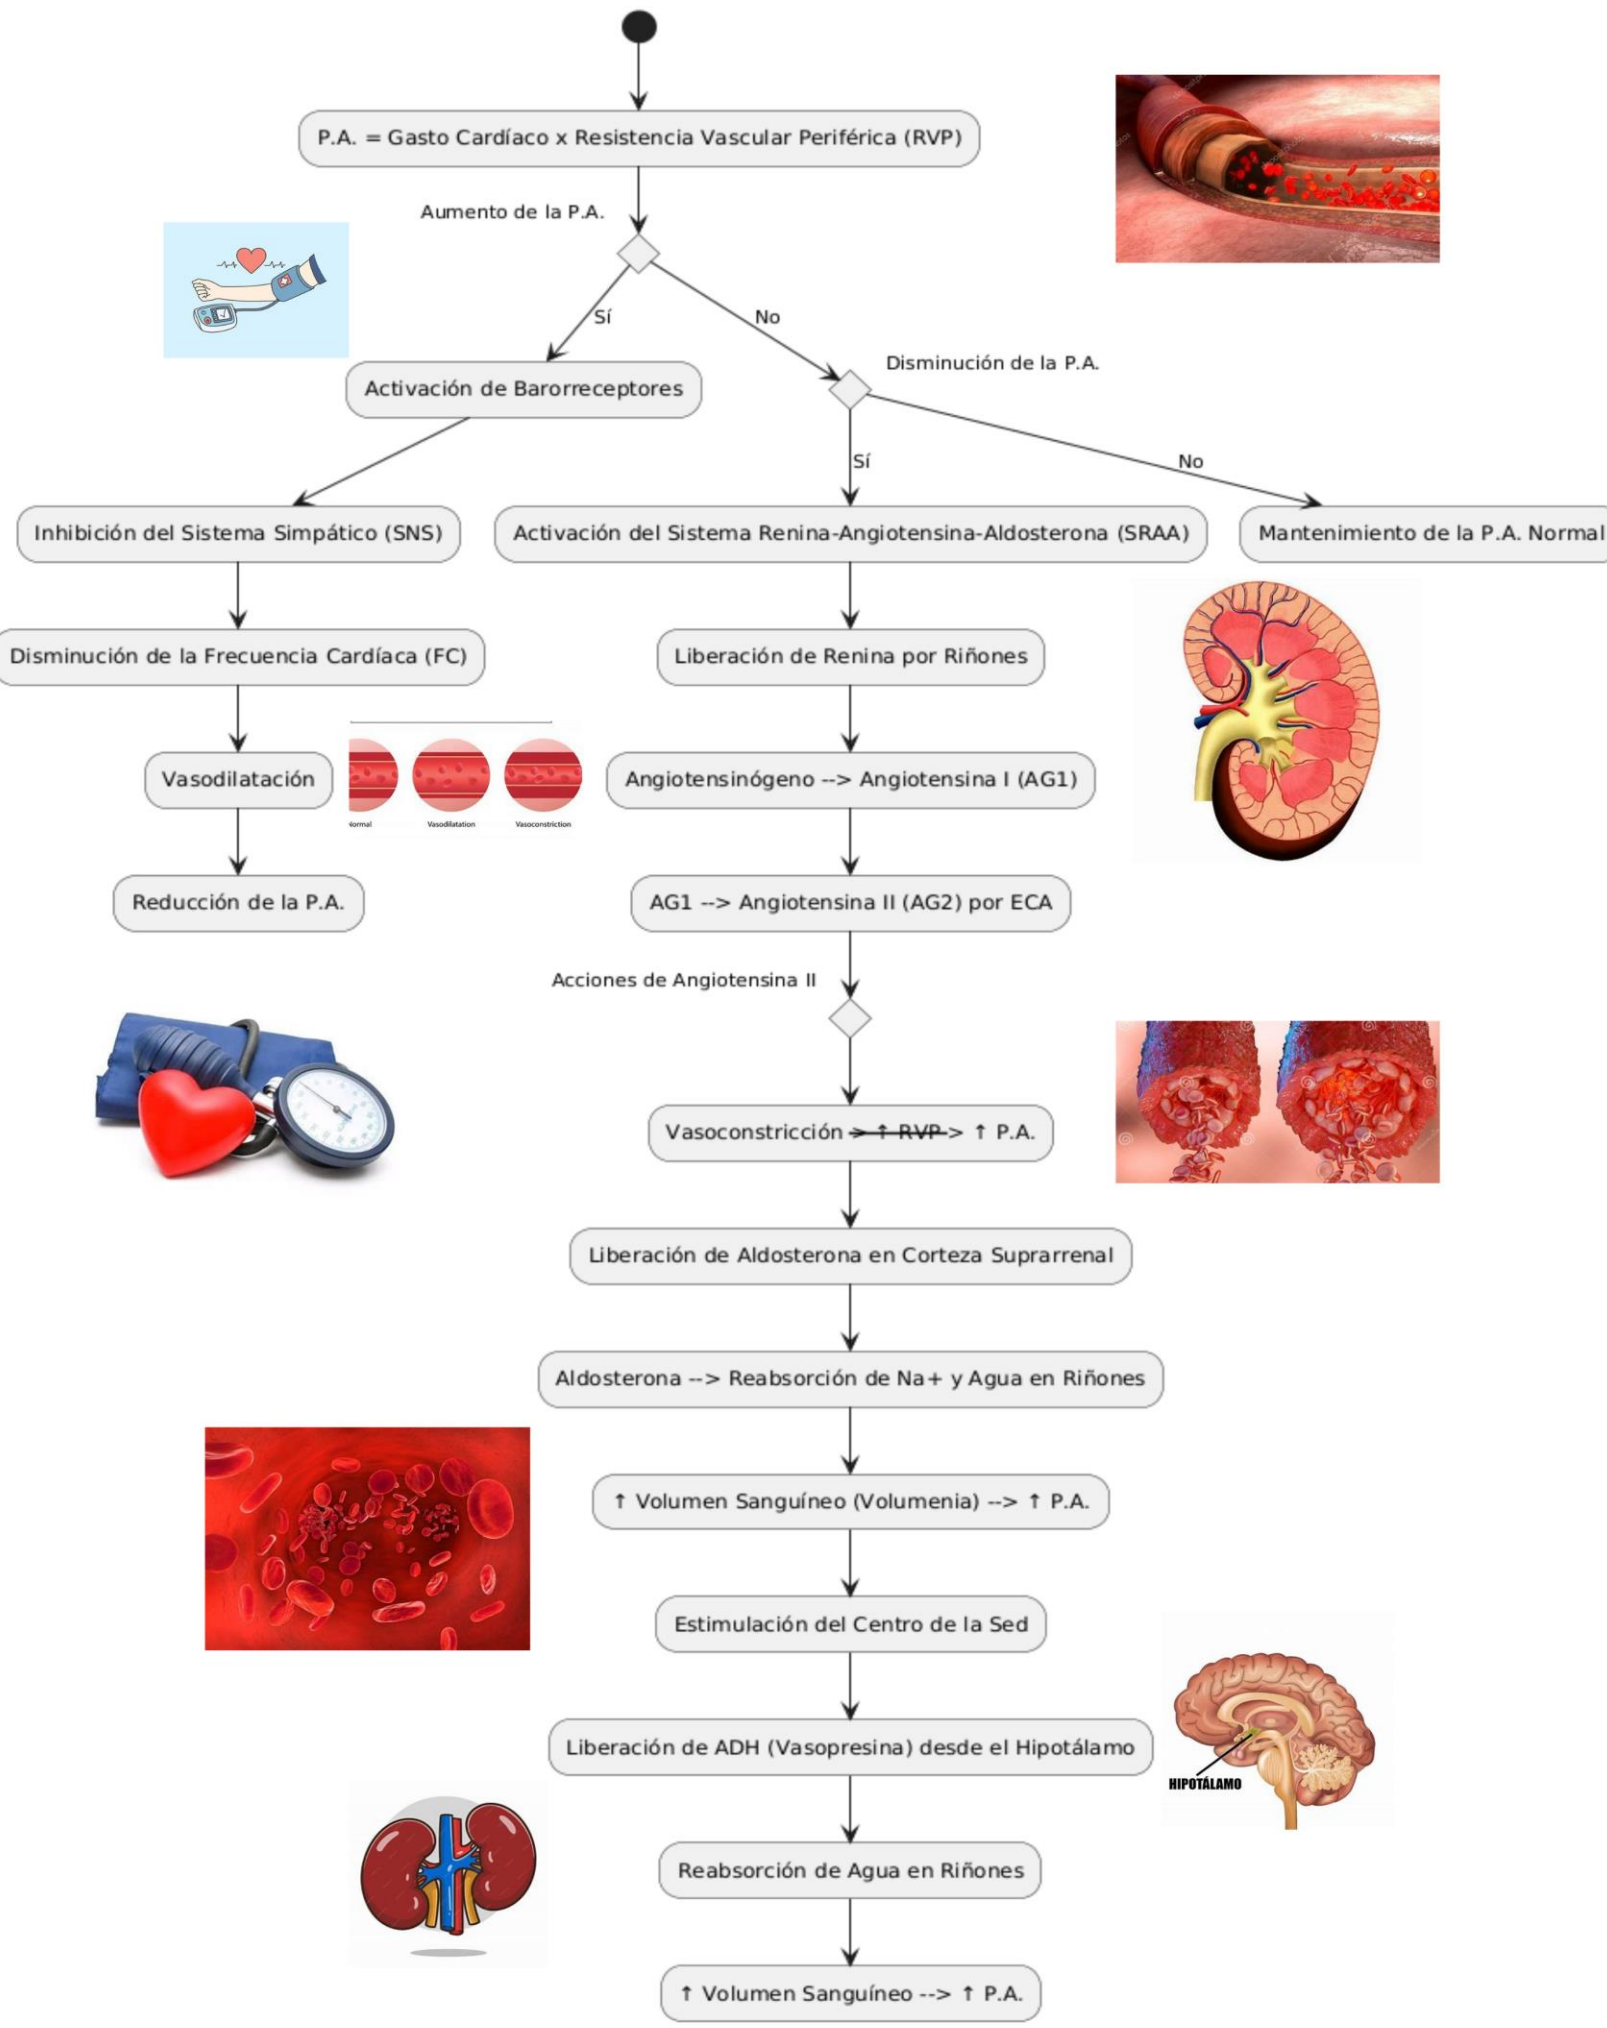 P.A. = Gasto Cardíaco x Resistencia Vascular Periférica (RVP)
Aumento de la P.A.
Sí
No
Disminución de la P.A.
Activación de Barorreceptores
Sí
No
Inhibición del Sistema Simpático (SNS)
Activación del Sistema Renina-Angiotensina-Aldosterona (SRAA)
Mantenimiento de la P.A. Normal
Disminución de la Frecuencia Cardíaca (FC)
Liberación de Renina por Riñones
Vasodilatación
Angiotensinógeno --> Angiotensina I (AG1)
Vasodilatation
Vasoconstriction
Reducción de la P.A.
AG1 --> Angiotensina II (AG2) por ECA
Acciones de Angiotensina II
Vasoconstricción > ↑ RVP > ↑ P.A.
Liberación de Aldosterona en Corteza Suprarrenal
Aldosterona --> Reabsorción de Na+ y Agua en Riñones
↑ Volumen Sanguíneo (Volumenia) --> ↑ P.A.
Estimulación del Centro de la Sed
Liberación de ADH (Vasopresina) desde el Hipotálamo
HIPOTÁLAMO
Reabsorción de Agua en Riñones
↑ Volumen Sanguíneo --> ↑ P.A.